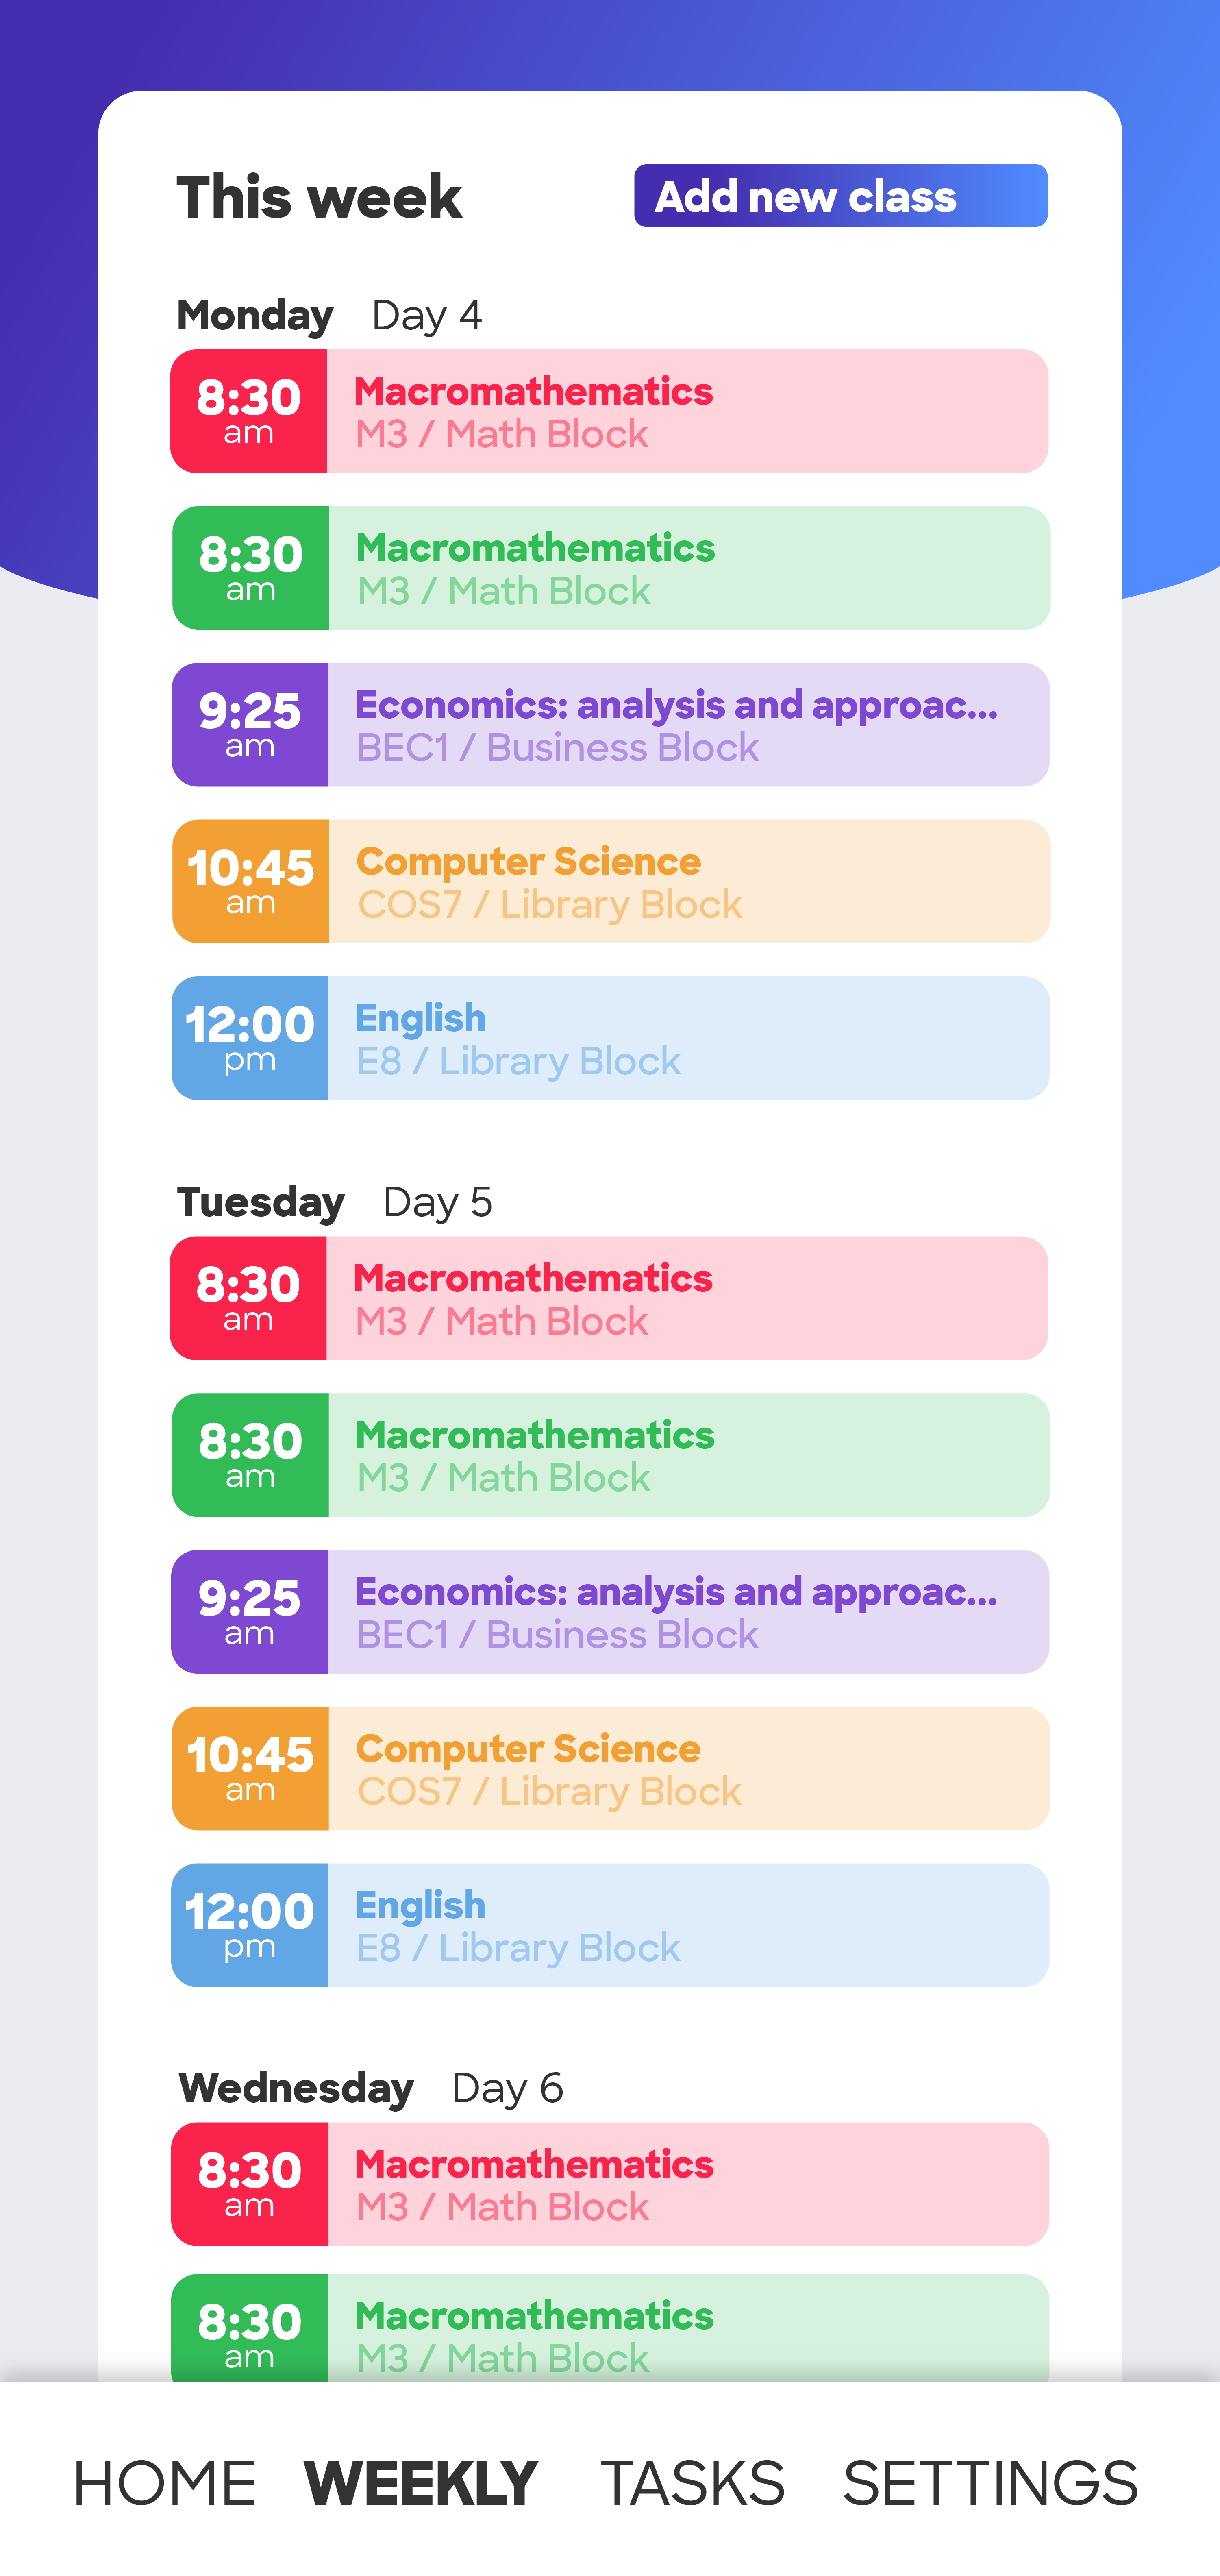 This week
Add new class
Monday Day 4
8:30
am
Macromathematics
M3 / Math Block
8:30
am
Macromathematics
M3 / Math Block
9:25
am
Economics: analysis and approac...
BEC1 / Business Block
10:45
am
Computer Science
COS7 / Library Block
12:00
pm
English
E8 / Library Block
Tuesday Day 5
8:30
am
Macromathematics
M3 / Math Block
8:30
am
Macromathematics
M3 / Math Block
9:25
am
Economics: analysis and approac...
BEC1 / Business Block
10:45
am
Computer Science
COS7 / Library Block
12:00
pm
English
E8 / Library Block
Wednesday Day 6
8:30
am
Macromathematics
M3 / Math Block
8:30
am
Macromathematics
M3 / Math Block
HOME WEEKLY TASKS SETTINGS